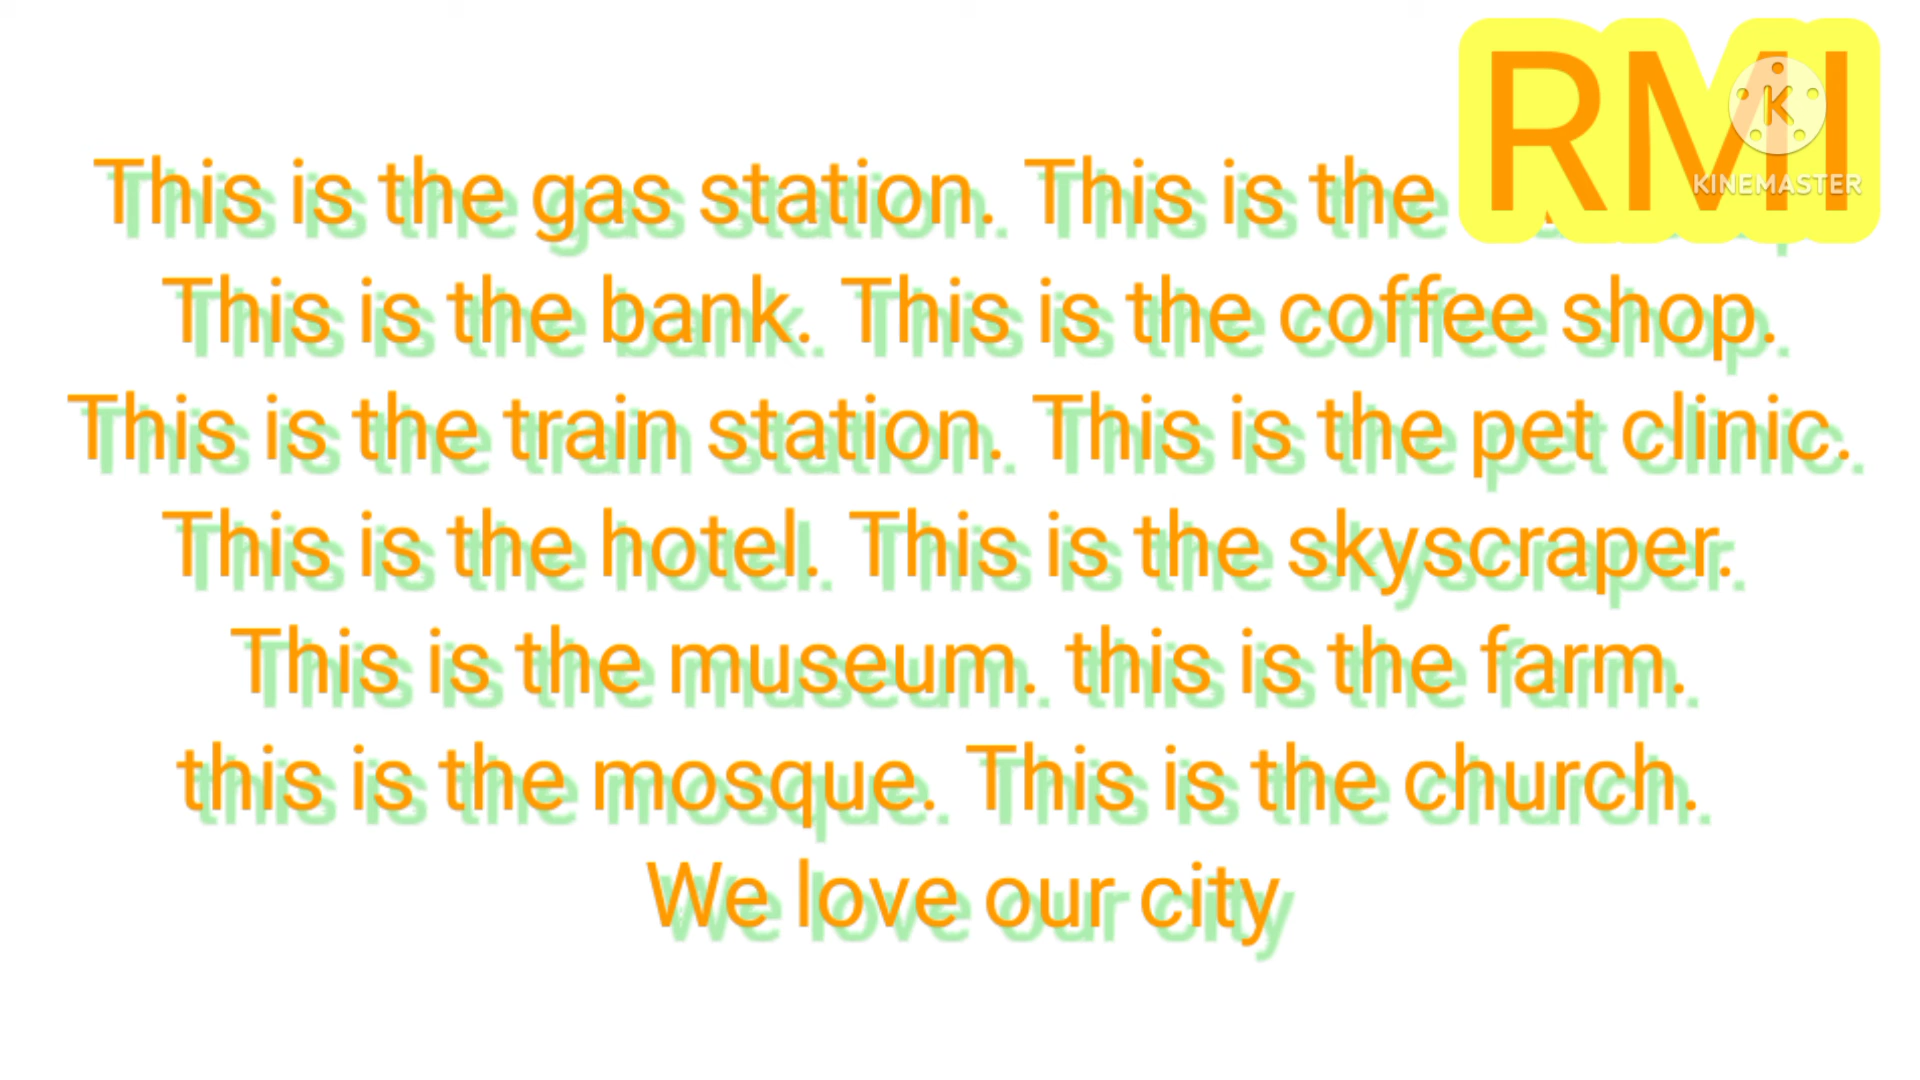 RMI
KINEMASTER
This is the gas station. This is the
This is the bank. This is the coffee shop.
This is the train station. This is the pet clinic.
This is the hotel. This is the skyscraper.
This is the museum. this is the farm.
this is the mosque. This is the church.
We love our city